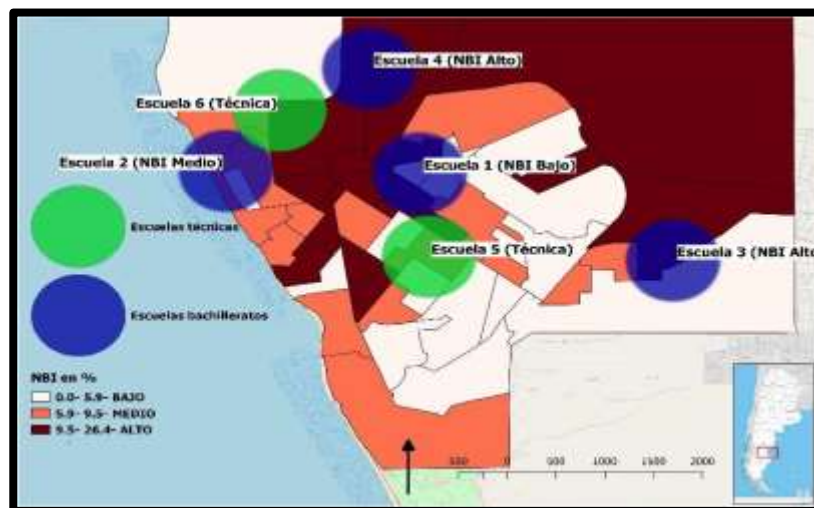 Escuela 4 (NBI Alto)
Escuela 6 (Técnica)
Escuela 2 (NBI Medio)
Escuela 1 (NBI Bajo)
Escuela 5 (Técnica)
Escuela 3 (NBI Alto
Escuelas técnicas
Escuelas bachilleratos
NBI en %
0.0- 5.9- BAJO
5.9- 9.5- MEDIO
9.5- 26.4- ALTO
500 0 500 1000 1500 2000